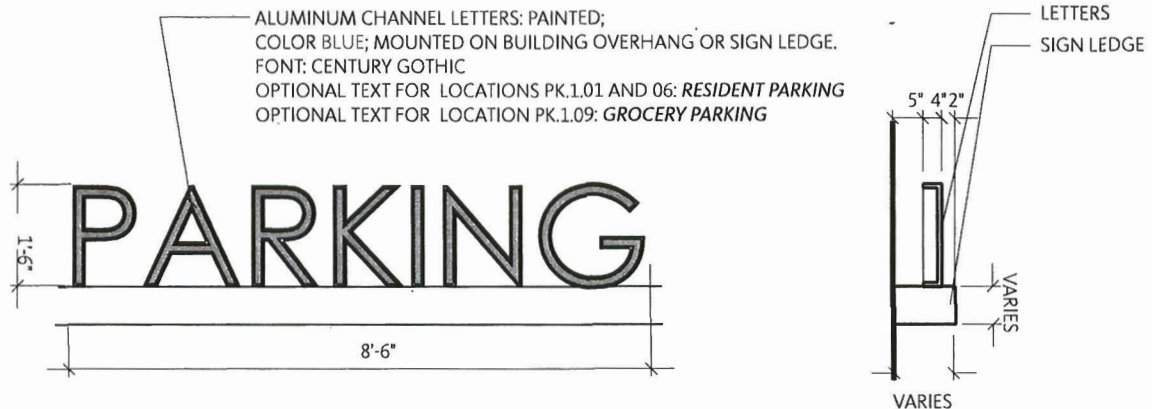 ALUMINUM CHANNEL LETTERS: PAINTED;
COLOR BLUE; MOUNTED ON BUILDING OVERHANG OR SIGN LEDGE.
FONT: CENTURY GOTHIC
OPTIONAL TEXT FOR LOCATIONS PK.1.01 AND 06: RESIDENT PARKING
OPTIONAL TEXT FOR LOCATION PK.1.09: GROCERY PARKING
LETTERS
SIGN LEDGE
5" 4" 2"
PARKING
1'-6"
8'-6"
VARIES
VARIES